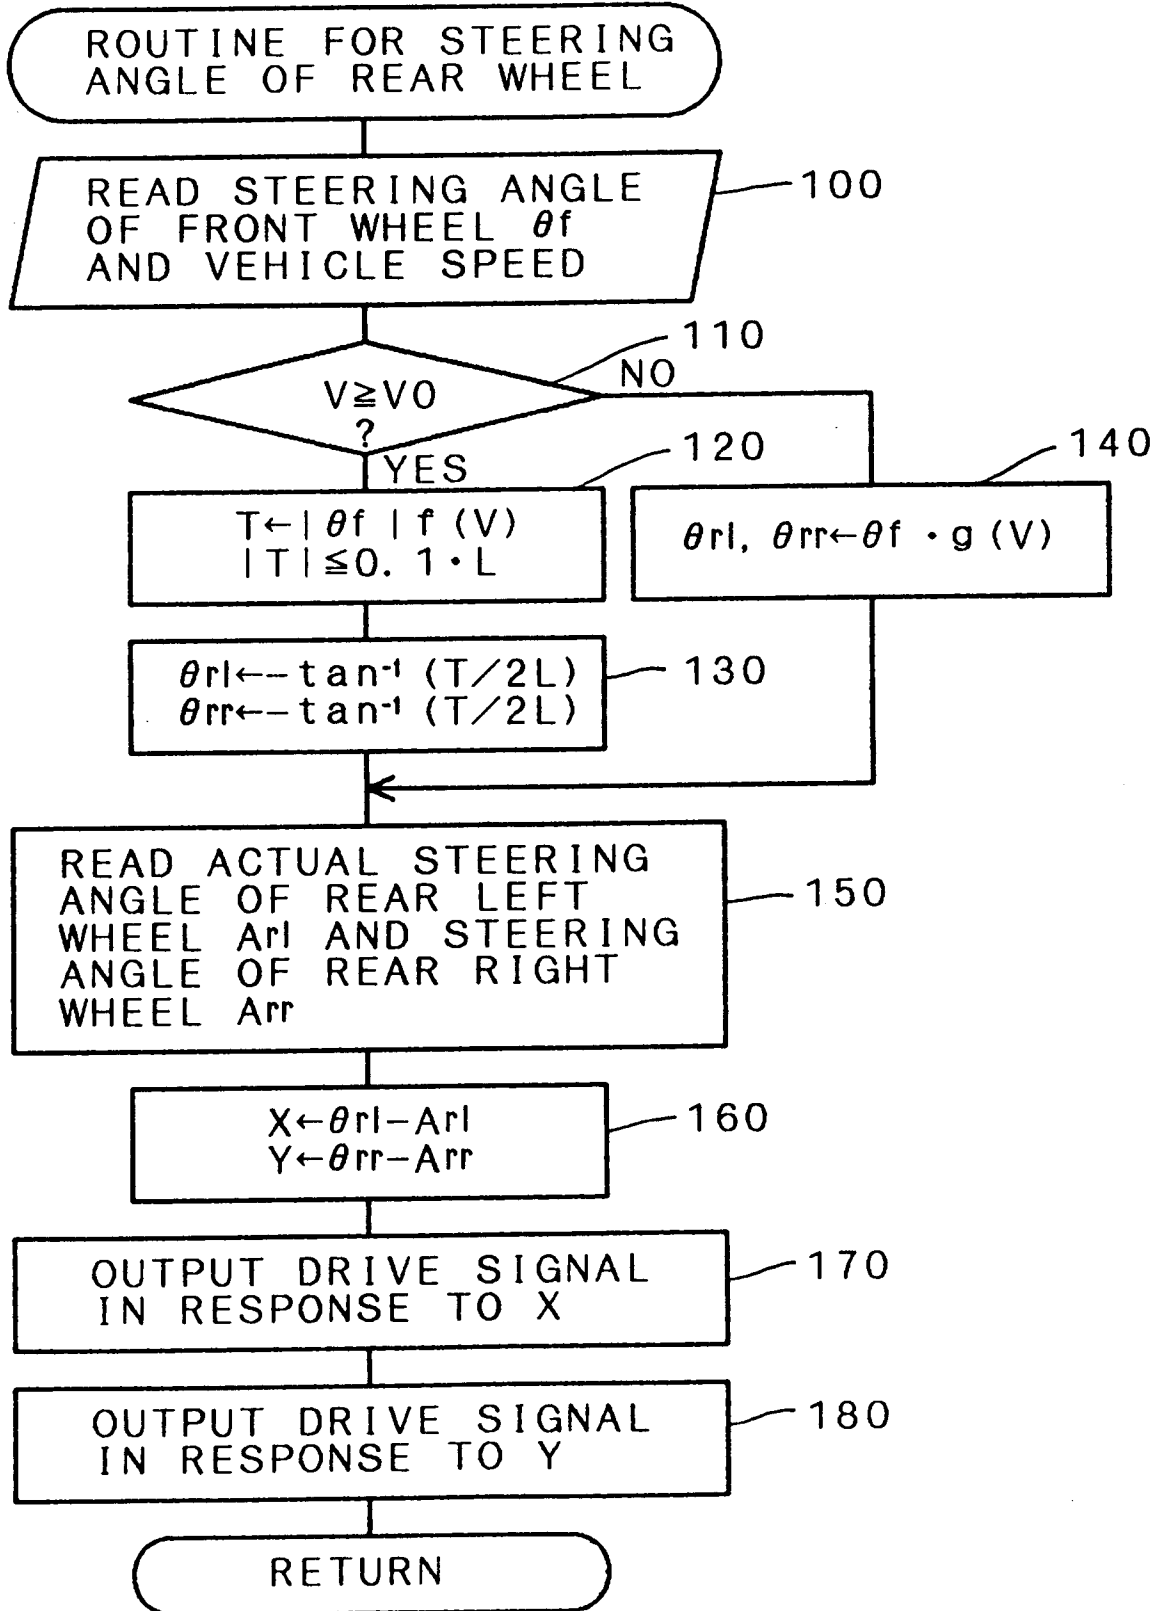 ROUTINE FOR STEERING
ANGLE OF REAR WHEEL
READ STEERING ANGLE
OF FRONT WHEEL θf
AND VEHICLE SPEED
100
110
V≧V0
?
NO
YES
120
T←|θf|f(V)
|T|≦0.1・L
140
θrl, θrr←θf・g(V)
130
θrl←−tan⁻¹(T/2L)
θrr←−tan⁻¹(T/2L)
READ ACTUAL STEERING
ANGLE OF REAR LEFT
WHEEL Arl AND STEERING
ANGLE OF REAR RIGHT
WHEEL Arr
150
X←θrl−Arl
Y←θrr−Arr
160
OUTPUT DRIVE SIGNAL
IN RESPONSE TO X
170
OUTPUT DRIVE SIGNAL
IN RESPONSE TO Y
180
RETURN